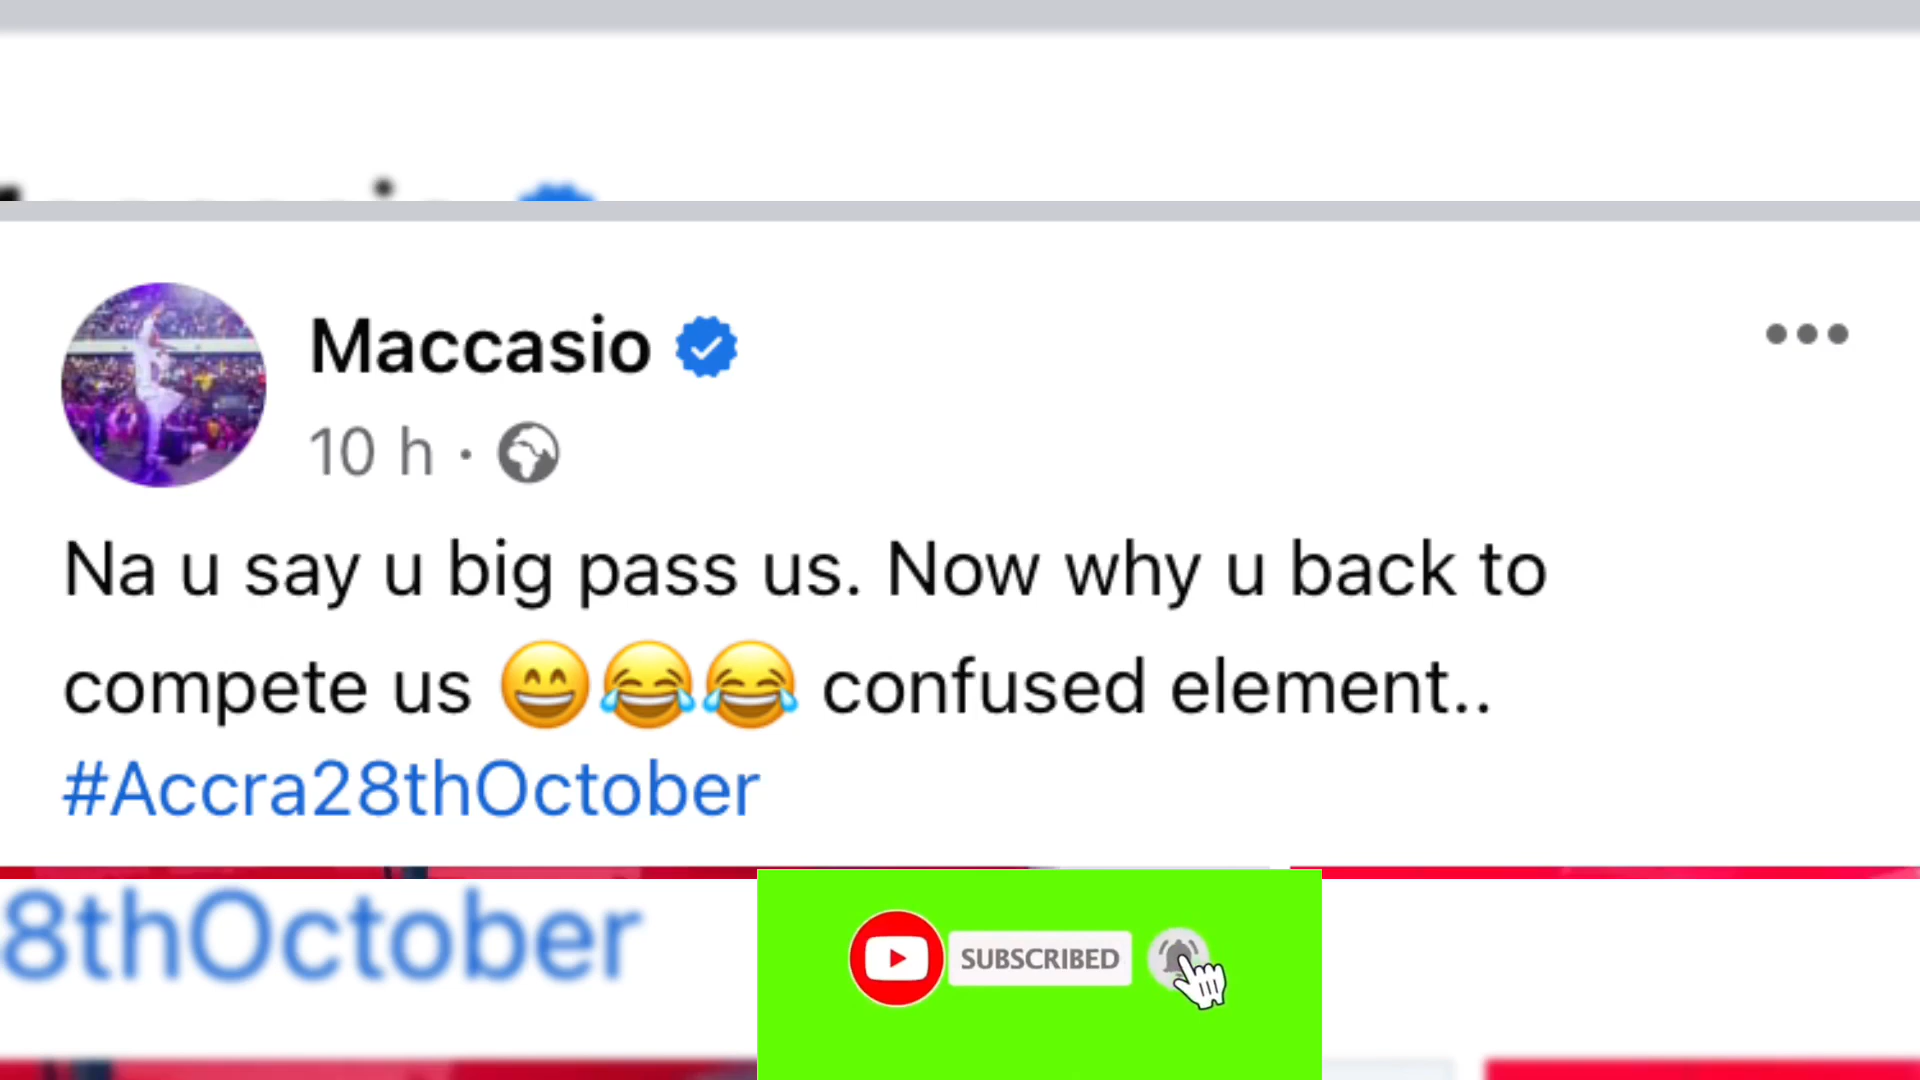 Maccasio
10 h ·
Na u say u big pass us. Now why u back to
compete us 😄😂😂 confused element..
#Accra28thOctober
8thOctober
SUBSCRIBED